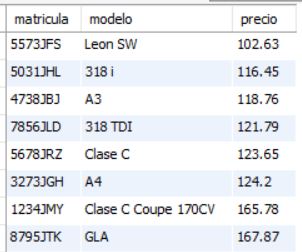 matricula modelo precio
5573JFS Leon SW 102.63
5031JHL 318 i 116.45
4738JBJ A3 118.76
7856JLD 318 TDI 121.79
5678JRZ Clase C 123.65
3273JGH A4 124.2
1234JMY Clase C Coupe 170CV 165.78
8795JTK GLA 167.87